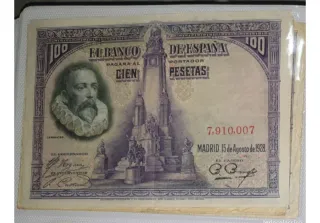 100 EL BANCO DE ESPAÑA 100
PAGARÁ AL PORTADOR
CIEN PESETAS
7,910,007
MADRID 15 de Agosto de 1928